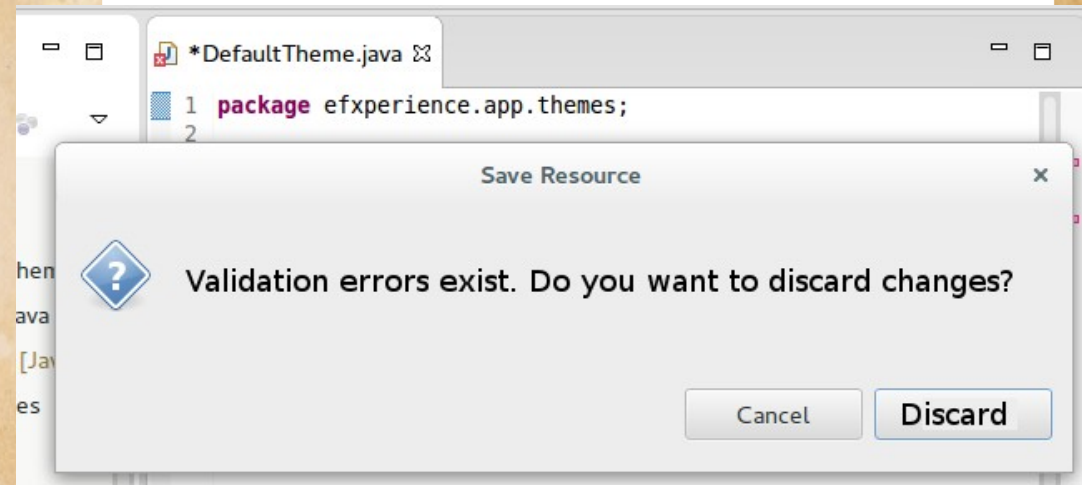 *DefaultTheme.java
1 package efxperience.app.themes;
2
Save Resource
hem
ava
[Jav
es
Validation errors exist. Do you want to discard changes?
Cancel
Discard